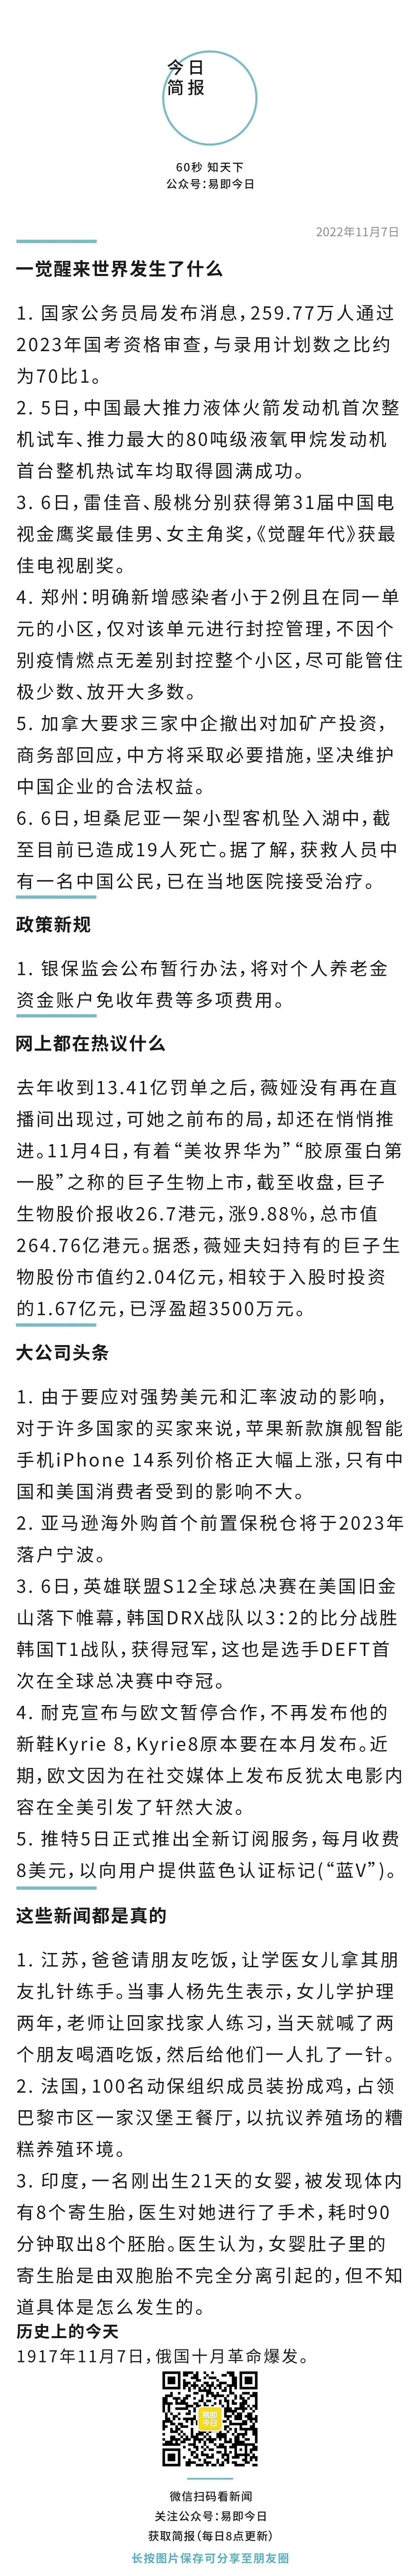 今日
简报
60秒 知天下
公众号：易即今日
2022年11月7日
一觉醒来世界发生了什么
1. 国家公务员局发布消息，259.77万人通过
2023年国考资格审查，与录用计划数之比约
为70比1。
2. 5日，中国最大推力液体火箭发动机首次整
机试车、推力最大的80吨级液氧甲烷发动机
首台整机热试车均取得圆满成功。
3. 6日，雷佳音、殷桃分别获得第31届中国电
视金鹰奖最佳男、女主角奖，《觉醒年代》获最
佳电视剧奖。
4. 郑州：明确新增感染者小于2例且在同一单
元的小区，仅对该单元进行封控管理，不因个
别疫情燃点无差别封控整个小区，尽可能管住
极少数、放开大多数。
5. 加拿大要求三家中企撤出对加矿产投资，
商务部回应，中方将采取必要措施，坚决维护
中国企业的合法权益。
6. 6日，坦桑尼亚一架小型客机坠入湖中，截
至目前已造成19人死亡。据了解，获救人员中
有一名中国公民，已在当地医院接受治疗。
政策新规
1. 银保监会公布暂行办法，将对个人养老金
资金账户免收年费等多项费用。
网上都在热议什么
去年收到13.41亿罚单之后，薇娅没有再在直
播间出现过，可她之前布的局，却还在悄悄推
进。11月4日，有着“美妆界华为”“胶原蛋白第
一股”之称的巨子生物上市，截至收盘，巨子
生物股价报收26.7港元，涨9.88%，总市值
264.76亿港元。据悉，薇娅夫妇持有的巨子生
物股份市值约2.04亿元，相较于入股时投资
的1.67亿元，已浮盈超3500万元。
大公司头条
1. 由于要应对强势美元和汇率波动的影响，
对于许多国家的买家来说，苹果新款旗舰智能
手机iPhone 14系列价格正大幅上涨，只有中
国和美国消费者受到的影响不大。
2. 亚马逊海外购首个前置保税仓将于2023年
落户宁波。
3. 6日，英雄联盟S12全球总决赛在美国旧金
山落下帷幕，韩国DRX战队以3：2的比分战胜
韩国T1战队，获得冠军，这也是选手DEFT首
次在全球总决赛中夺冠。
4. 耐克宣布与欧文暂停合作，不再发布他的
新鞋Kyrie 8，Kyrie8原本要在本月发布。近
期，欧文因为在社交媒体上发布反犹太电影内
容在全美引发了轩然大波。
5. 推特5日正式推出全新订阅服务，每月收费
8美元，以向用户提供蓝色认证标记(“蓝V”)。
这些新闻都是真的
1. 江苏，爸爸请朋友吃饭，让学医女儿拿其朋
友扎针练手。当事人杨先生表示，女儿学护理
两年，老师让回家找家人练习，当天就喊了两
个朋友喝酒吃饭，然后给他们一人扎了一针。
2. 法国，100名动保组织成员装扮成鸡，占领
巴黎市区一家汉堡王餐厅，以抗议养殖场的糟
糕养殖环境。
3. 印度，一名刚出生21天的女婴，被发现体内
有8个寄生胎，医生对她进行了手术，耗时90
分钟取出8个胚胎。医生认为，女婴肚子里的
寄生胎是由双胞胎不完全分离引起的，但不知
道具体是怎么发生的。
历史上的今天
1917年11月7日，俄国十月革命爆发。
易即
今日
微信扫码看新闻
关注公众号：易即今日
获取简报（每日8点更新）
长按图片保存可分享至朋友圈